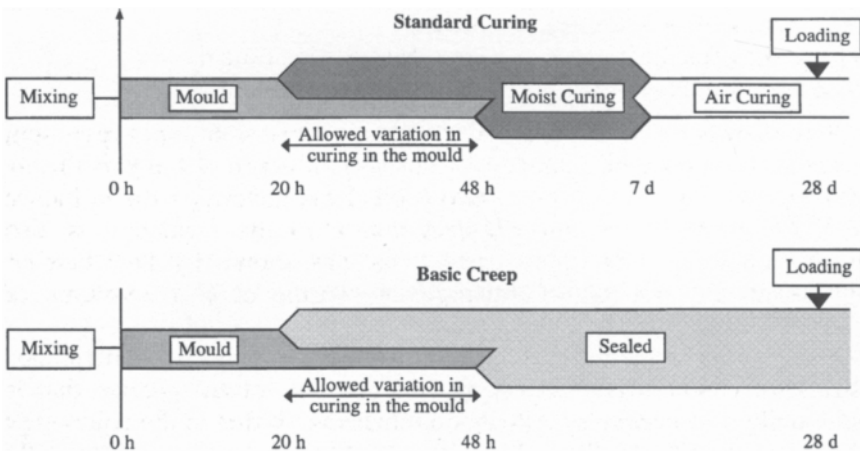 Standard Curing
Loading
Mixing
Mould
Moist Curing
Air Curing
Allowed variation in
curing in the mould
0 h
20 h
48 h
7 d
28 d
Basic Creep
Loading
Mixing
Mould
Sealed
Allowed variation in
curing in the mould
0 h
20 h
48 h
28 d